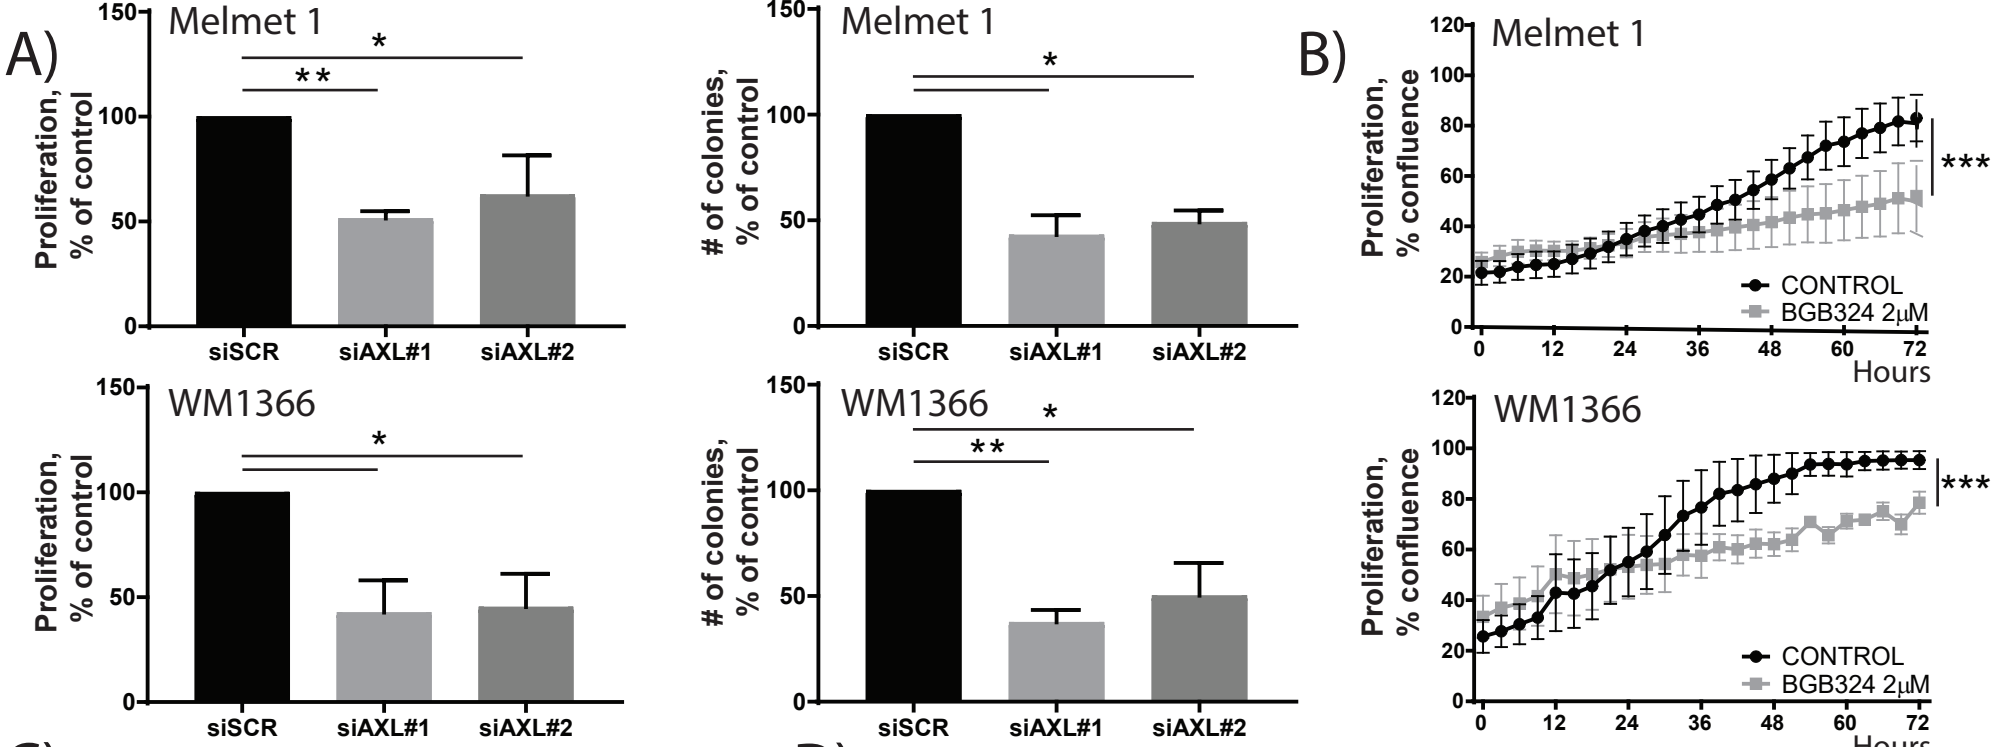 A)
Melmet 1
Proliferation,
% of control
150
100
50
0
*
**
siSCR
siAXL#1
siAXL#2
Melmet 1
# of colonies,
% of control
150
100
50
0
*
siSCR
siAXL#1
siAXL#2
B)
Melmet 1
Proliferation,
% confluence
120
100
80
60
40
20
0
***
CONTROL
BGB324 2μM
0 12 24 36 48 60 72
Hours
WM1366
Proliferation,
% of control
150
100
50
0
*
siSCR
siAXL#1
siAXL#2
WM1366
# of colonies,
% of control
150
100
50
0
*
**
siSCR
siAXL#1
siAXL#2
WM1366
Proliferation,
% confluence
120
100
80
60
40
20
0
***
CONTROL
BGB324 2μM
0 12 24 36 48 60 72
Hours